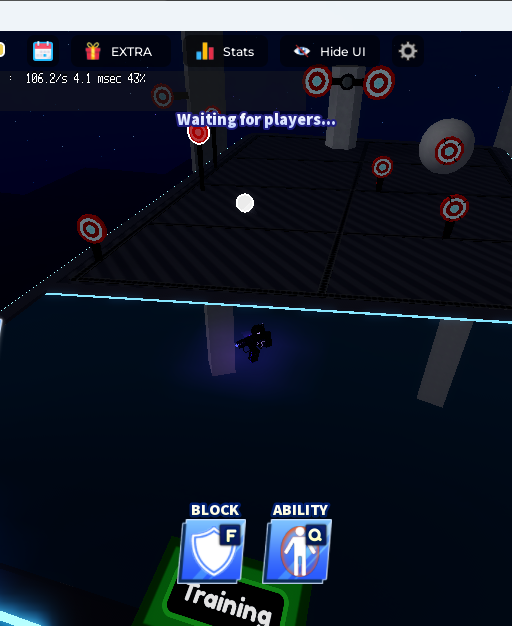 EXTRA
Stats
Hide UI
: 106.2/s 4.1 msec 43%
Waiting for players...
BLOCK
ABILITY
F
Q
Training